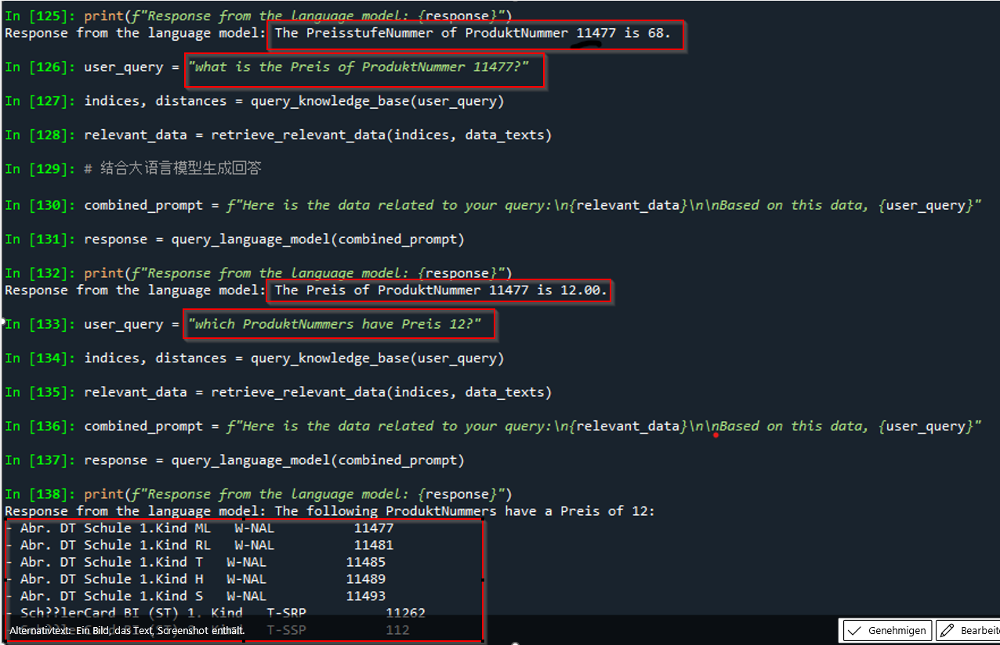 In [125]: print(f"Response from the language model: {response}")
Response from the language model: The PreisstufeNummer of ProduktNummer 11477 is 68.
In [126]: user_query = "what is the Preis of ProduktNummer 11477?"
In [127]: indices, distances = query_knowledge_base(user_query)
In [128]: relevant_data = retrieve_relevant_data(indices, data_texts)
In [129]: # 结合大语言模型生成回答
In [130]: combined_prompt = f"Here is the data related to your query:\n{relevant_data}\n\nBased on this data, {user_query}"
In [131]: response = query_language_model(combined_prompt)
In [132]: print(f"Response from the language model: {response}")
Response from the language model: The Preis of ProduktNummer 11477 is 12.00.
In [133]: user_query = "which ProduktNummers have Preis 12?"
In [134]: indices, distances = query_knowledge_base(user_query)
In [135]: relevant_data = retrieve_relevant_data(indices, data_texts)
In [136]: combined_prompt = f"Here is the data related to your query:\n{relevant_data}\n\nBased on this data, {user_query}"
In [137]: response = query_language_model(combined_prompt)
In [138]: print(f"Response from the language model: {response}")
Response from the language model: The following ProduktNummers have a Preis of 12:
- Abr. DT Schule 1.Kind ML W-NAL 11477
- Abr. DT Schule 1.Kind RL W-NAL 11481
- Abr. DT Schule 1.Kind T W-NAL 11485
- Abr. DT Schule 1.Kind H W-NAL 11489
- Abr. DT Schule 1.Kind S W-NAL 11493
- Sch??lerCard BI (ST) 1. Kind T-SRP 11262
T-SSP 112
Alternativtext: Ein Bild, das Text, Screenshot enthält.
Genehmigen
Bearbeite